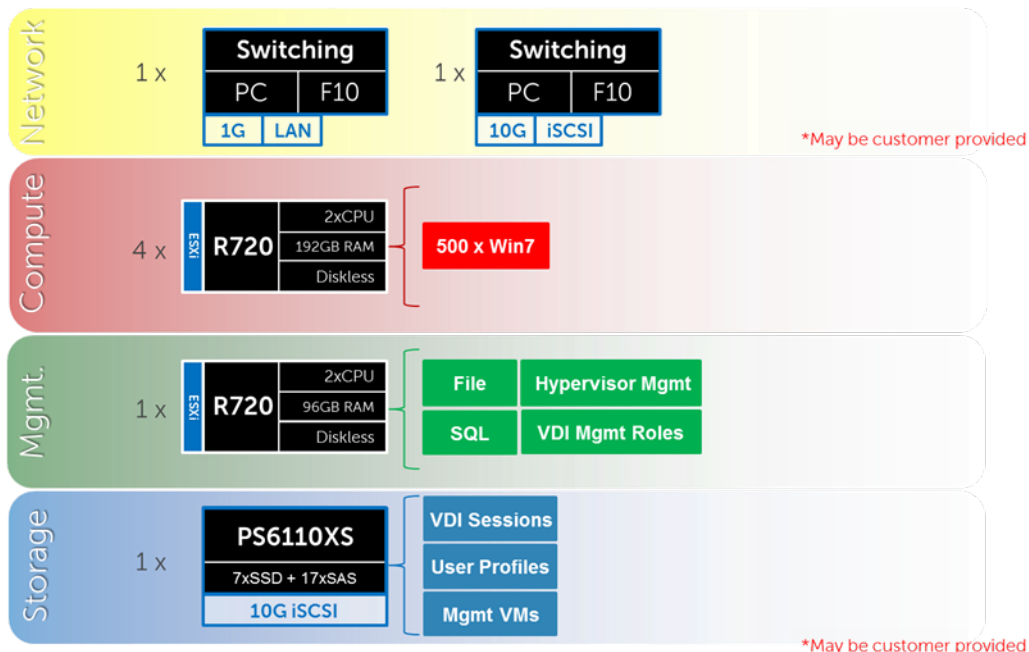 Network
1 x
Switching
PC F10
1G LAN
1 x
Switching
PC F10
10G iSCSI
*May be customer provided
Compute
4 x
ESXi
R720
2xCPU
192GB RAM
Diskless
500 x Win7
Mgmt.
1 x
ESXi
R720
2xCPU
96GB RAM
Diskless
File
Hypervisor Mgmt
SQL
VDI Mgmt Roles
Storage
1 x
PS6110XS
7xSSD + 17xSAS
10G iSCSI
VDI Sessions
User Profiles
Mgmt VMs
*May be customer provided